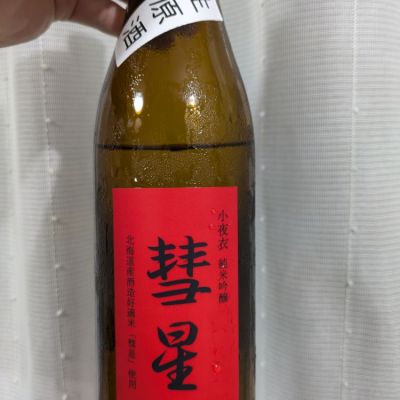 生原酒
小夜衣 純米吟醸
彗星
北海道産酒造好適米「彗星」使用